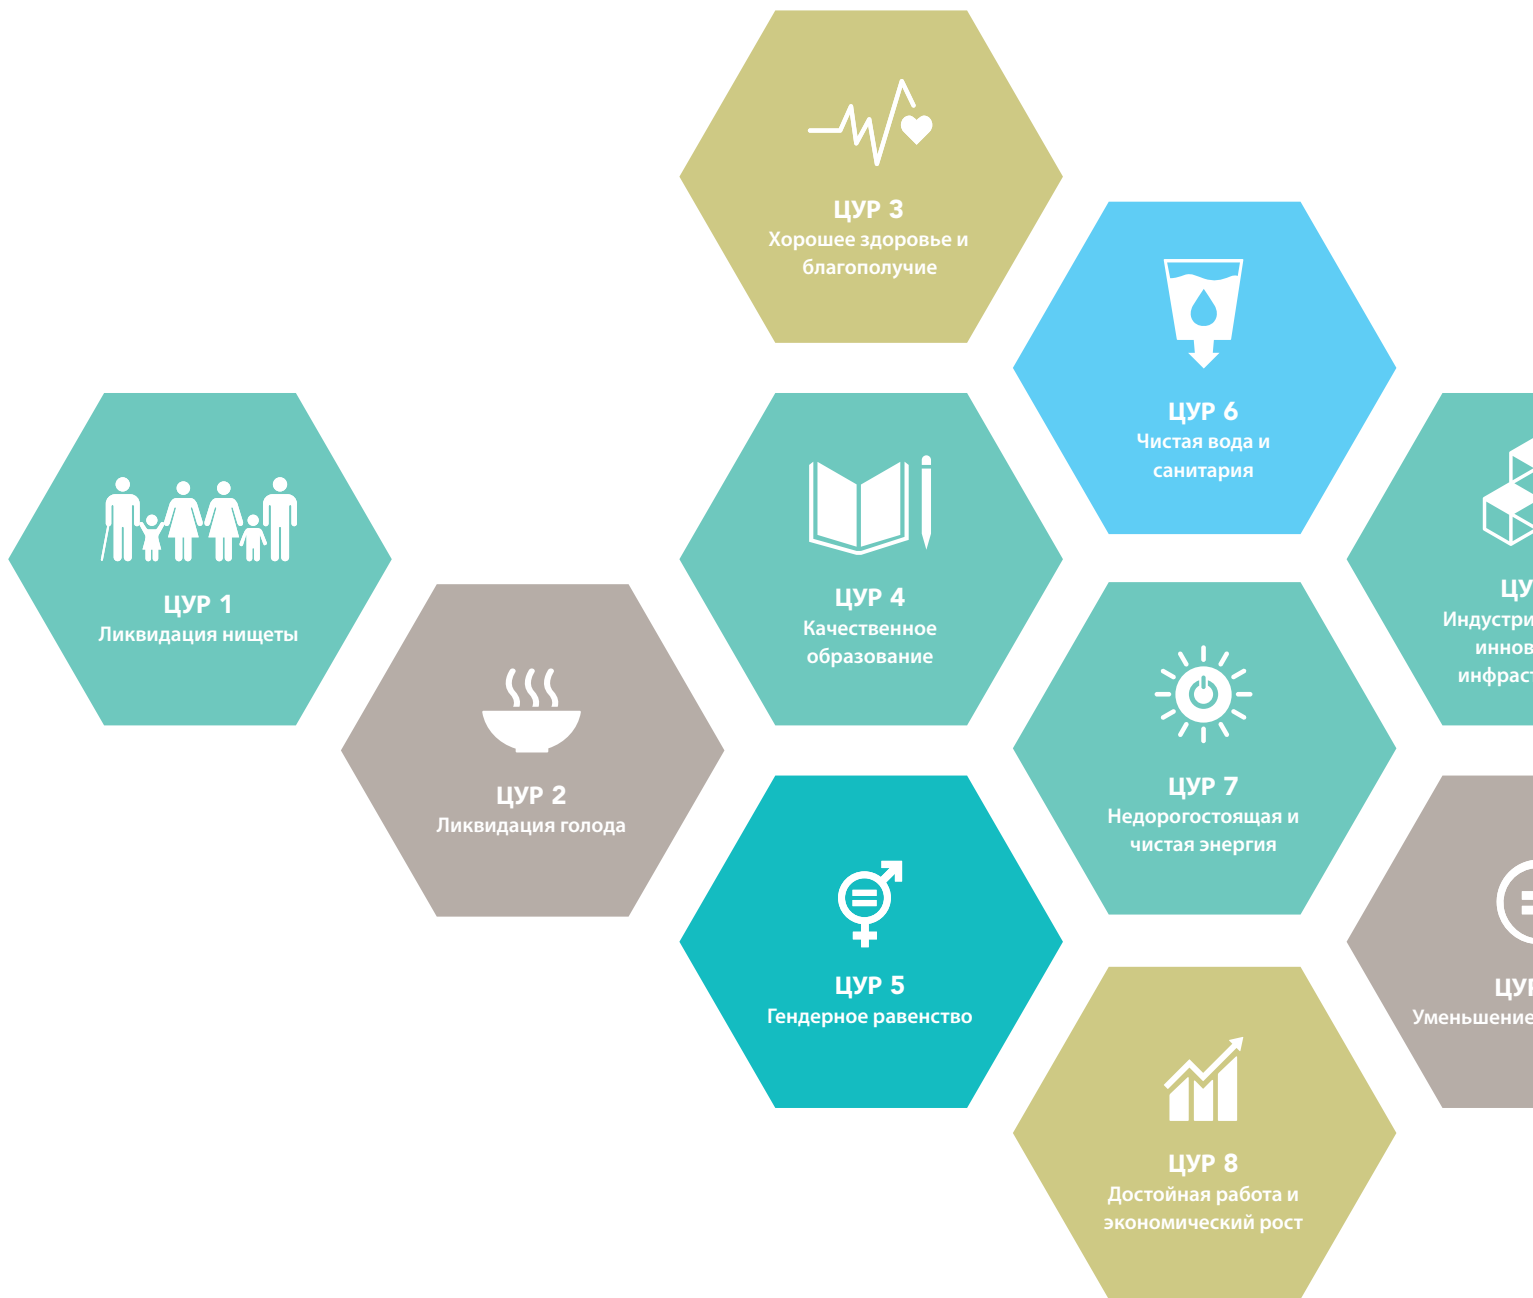 ЦУР 3
Хорошее здоровье и
благополучие
ЦУР 6
Чистая вода и
санитария
ЦУР 1
Ликвидация нищеты
ЦУР 4
Качественное
образование
ЦУР 2
Ликвидация голода
ЦУР 7
Недорогостоящая и
чистая энергия
ЦУР 5
Гендерное равенство
ЦУР 8
Достойная работа и
экономический рост
Уменьшение